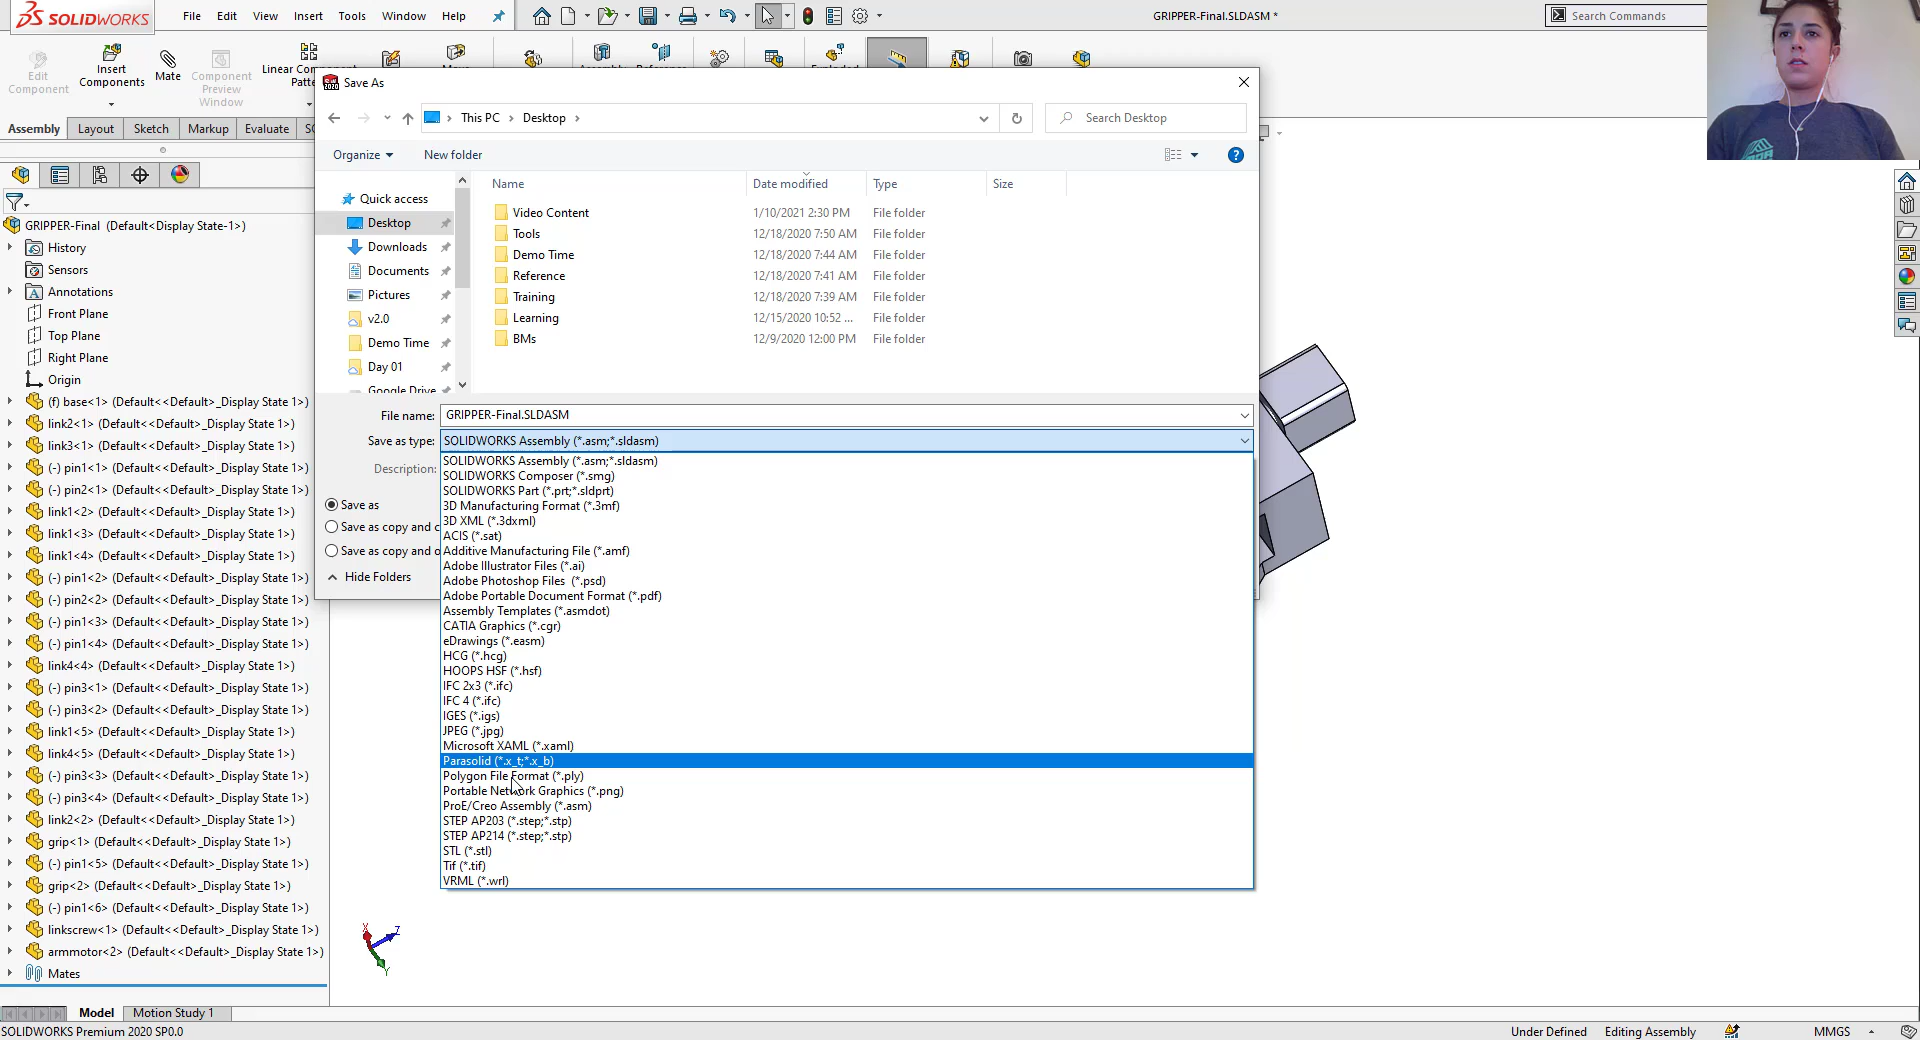 SOLIDWORKS
File Edit View Insert Tools Window Help
GRIPPER-Final.SLDASM *
Search Commands
Edit Component
Insert Components
Mate
Component Preview Window
Linear Com
Patte
Assembly Layout Sketch Markup Evaluate SO
Save As
This PC › Desktop ›
Search Desktop
Organize
New folder
Quick access
Desktop
Downloads
Documents
Pictures
v2.0
Demo Time
Day 01
Google Drive
Name Date modified Type Size
Video Content 1/10/2021 2:30 PM File folder
Tools 12/18/2020 7:50 AM File folder
Demo Time 12/18/2020 7:44 AM File folder
Reference 12/18/2020 7:41 AM File folder
Training 12/18/2020 7:39 AM File folder
Learning 12/15/2020 10:52 ... File folder
BMs 12/9/2020 12:00 PM File folder
File name: GRIPPER-Final.SLDASM
Save as type: SOLIDWORKS Assembly (*.asm;*.sldasm)
Description:
Save as
Save as copy and c
Save as copy and o
Hide Folders
SOLIDWORKS Assembly (*.asm;*.sldasm)
SOLIDWORKS Composer (*.smg)
SOLIDWORKS Part (*.prt;*.sldprt)
3D Manufacturing Format (*.3mf)
3D XML (*.3dxml)
ACIS (*.sat)
Additive Manufacturing File (*.amf)
Adobe Illustrator Files (*.ai)
Adobe Photoshop Files (*.psd)
Adobe Portable Document Format (*.pdf)
Assembly Templates (*.asmdot)
CATIA Graphics (*.cgr)
eDrawings (*.easm)
HCG (*.hcg)
HOOPS HSF (*.hsf)
IFC 2x3 (*.ifc)
IFC 4 (*.ifc)
IGES (*.igs)
JPEG (*.jpg)
Microsoft XAML (*.xaml)
Parasolid (*.x_t;*.x_b)
Polygon File Format (*.ply)
Portable Network Graphics (*.png)
ProE/Creo Assembly (*.asm)
STEP AP203 (*.step;*.stp)
STEP AP214 (*.step;*.stp)
STL (*.stl)
Tif (*.tif)
VRML (*.wrl)
GRIPPER-Final (Default<Display State-1>)
History
Sensors
Annotations
Front Plane
Top Plane
Right Plane
Origin
(f) base<1> (Default<<Default>_Display State 1>)
link2<1> (Default<<Default>_Display State 1>)
link3<1> (Default<<Default>_Display State 1>)
(-) pin1<1> (Default<<Default>_Display State 1>)
(-) pin2<1> (Default<<Default>_Display State 1>)
link1<2> (Default<<Default>_Display State 1>)
link1<3> (Default<<Default>_Display State 1>)
link1<4> (Default<<Default>_Display State 1>)
(-) pin1<2> (Default<<Default>_Display State 1>)
(-) pin2<2> (Default<<Default>_Display State 1>)
(-) pin1<3> (Default<<Default>_Display State 1>)
(-) pin1<4> (Default<<Default>_Display State 1>)
link4<4> (Default<<Default>_Display State 1>)
(-) pin3<1> (Default<<Default>_Display State 1>)
(-) pin3<2> (Default<<Default>_Display State 1>)
link1<5> (Default<<Default>_Display State 1>)
link4<5> (Default<<Default>_Display State 1>)
(-) pin3<3> (Default<<Default>_Display State 1>)
(-) pin3<4> (Default<<Default>_Display State 1>)
link2<2> (Default<<Default>_Display State 1>)
grip<1> (Default<<Default>_Display State 1>)
(-) pin1<5> (Default<<Default>_Display State 1>)
grip<2> (Default<<Default>_Display State 1>)
(-) pin1<6> (Default<<Default>_Display State 1>)
linkscrew<1> (Default<<Default>_Display State 1>)
armmotor<2> (Default<<Default>_Display State 1>)
Mates
X Z Y
Model Motion Study 1
SOLIDWORKS Premium 2020 SP0.0
Under Defined Editing Assembly MMGS